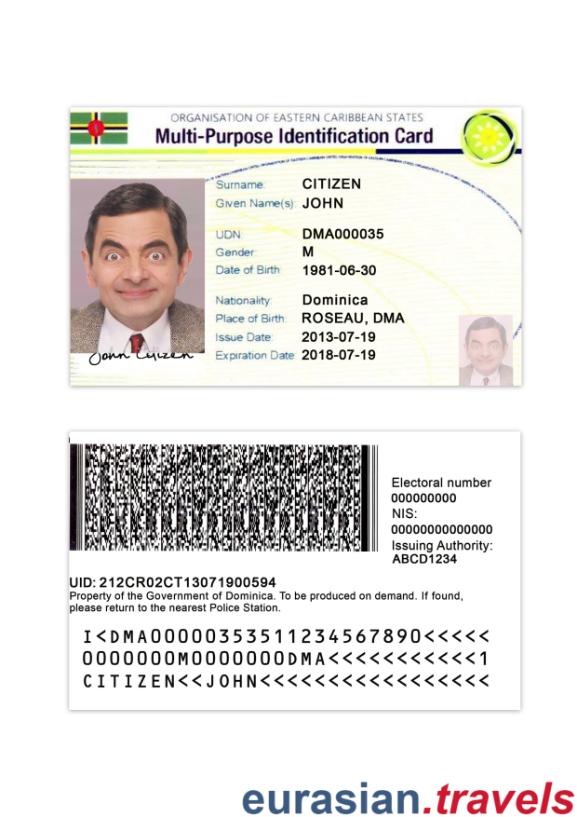 ORGANISATION OF EASTERN CARIBBEAN STATES
Multi-Purpose Identification Card
Surname: CITIZEN
Given Name(s): JOHN
UDN: DMA000035
Gender: M
Date of Birth: 1981-06-30
Nationality: Dominica
Place of Birth: ROSEAU, DMA
Issue Date: 2013-07-19
Expiration Date: 2018-07-19
John Citizen
Electoral number
000000000
NIS:
00000000000000
Issuing Authority:
ABCD1234
UID: 212CR02CT13071900594
Property of the Government of Dominica. To be produced on demand. If found,
please return to the nearest Police Station.
I<DMA0000035351123456789O<<<<<
0000000M0000000DMA<<<<<<<<<<<1
CITIZEN<<JOHN<<<<<<<<<<<<<<<<<
eurasian.travels